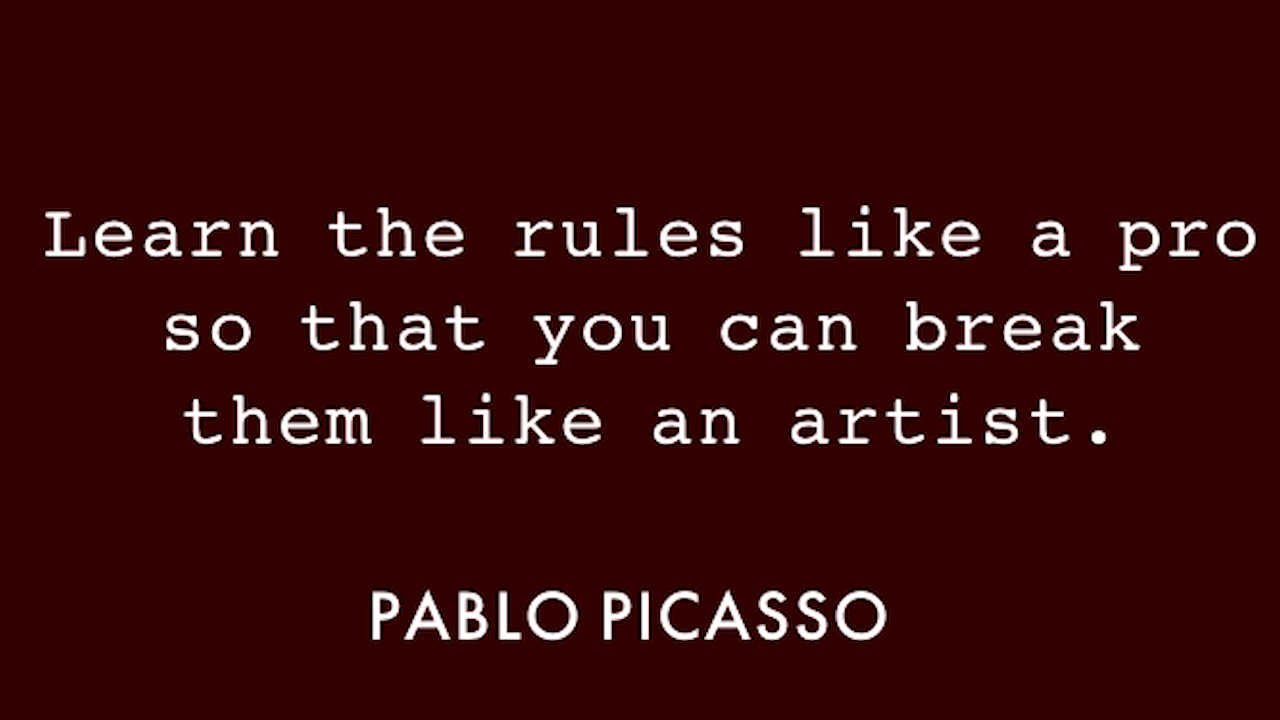 Learn the rules like a pro
so that you can break
them like an artist.
PABLO PICASSO